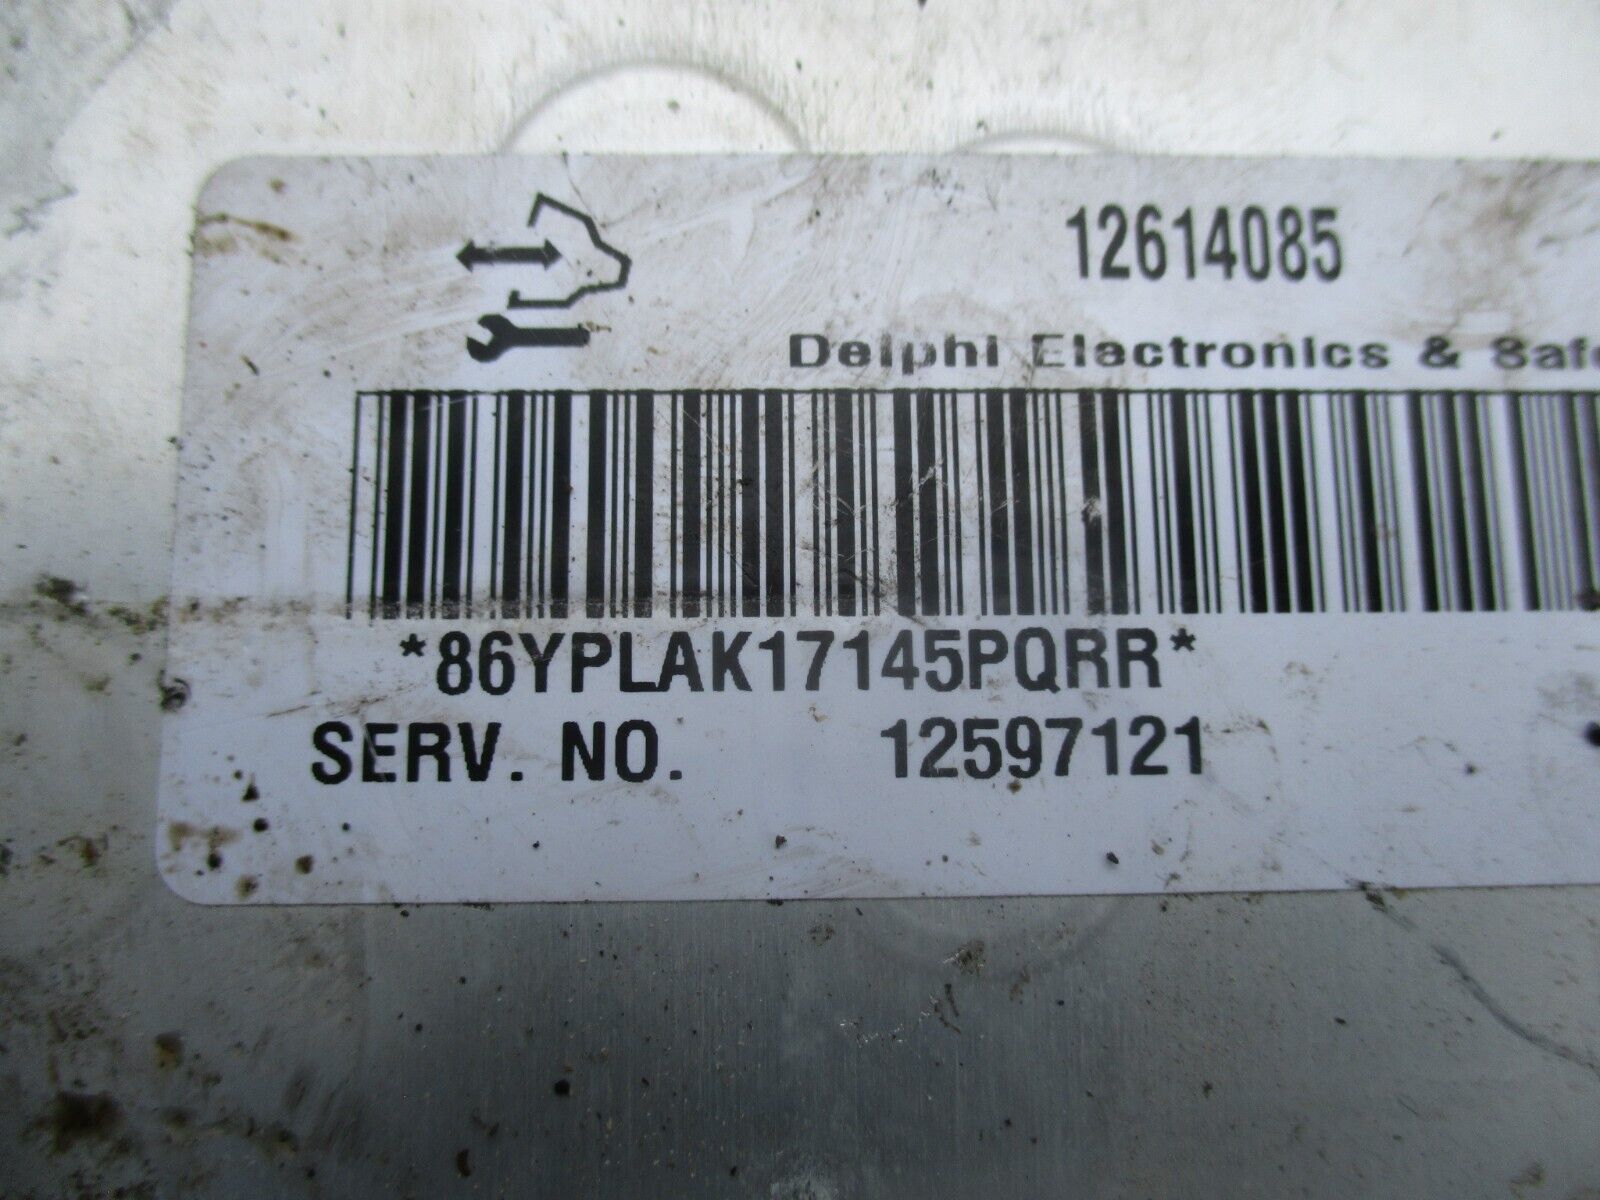 12614085
Delphi Electronics & Safe
*86YPLAK17145PQRR*
SERV. NO. 12597121